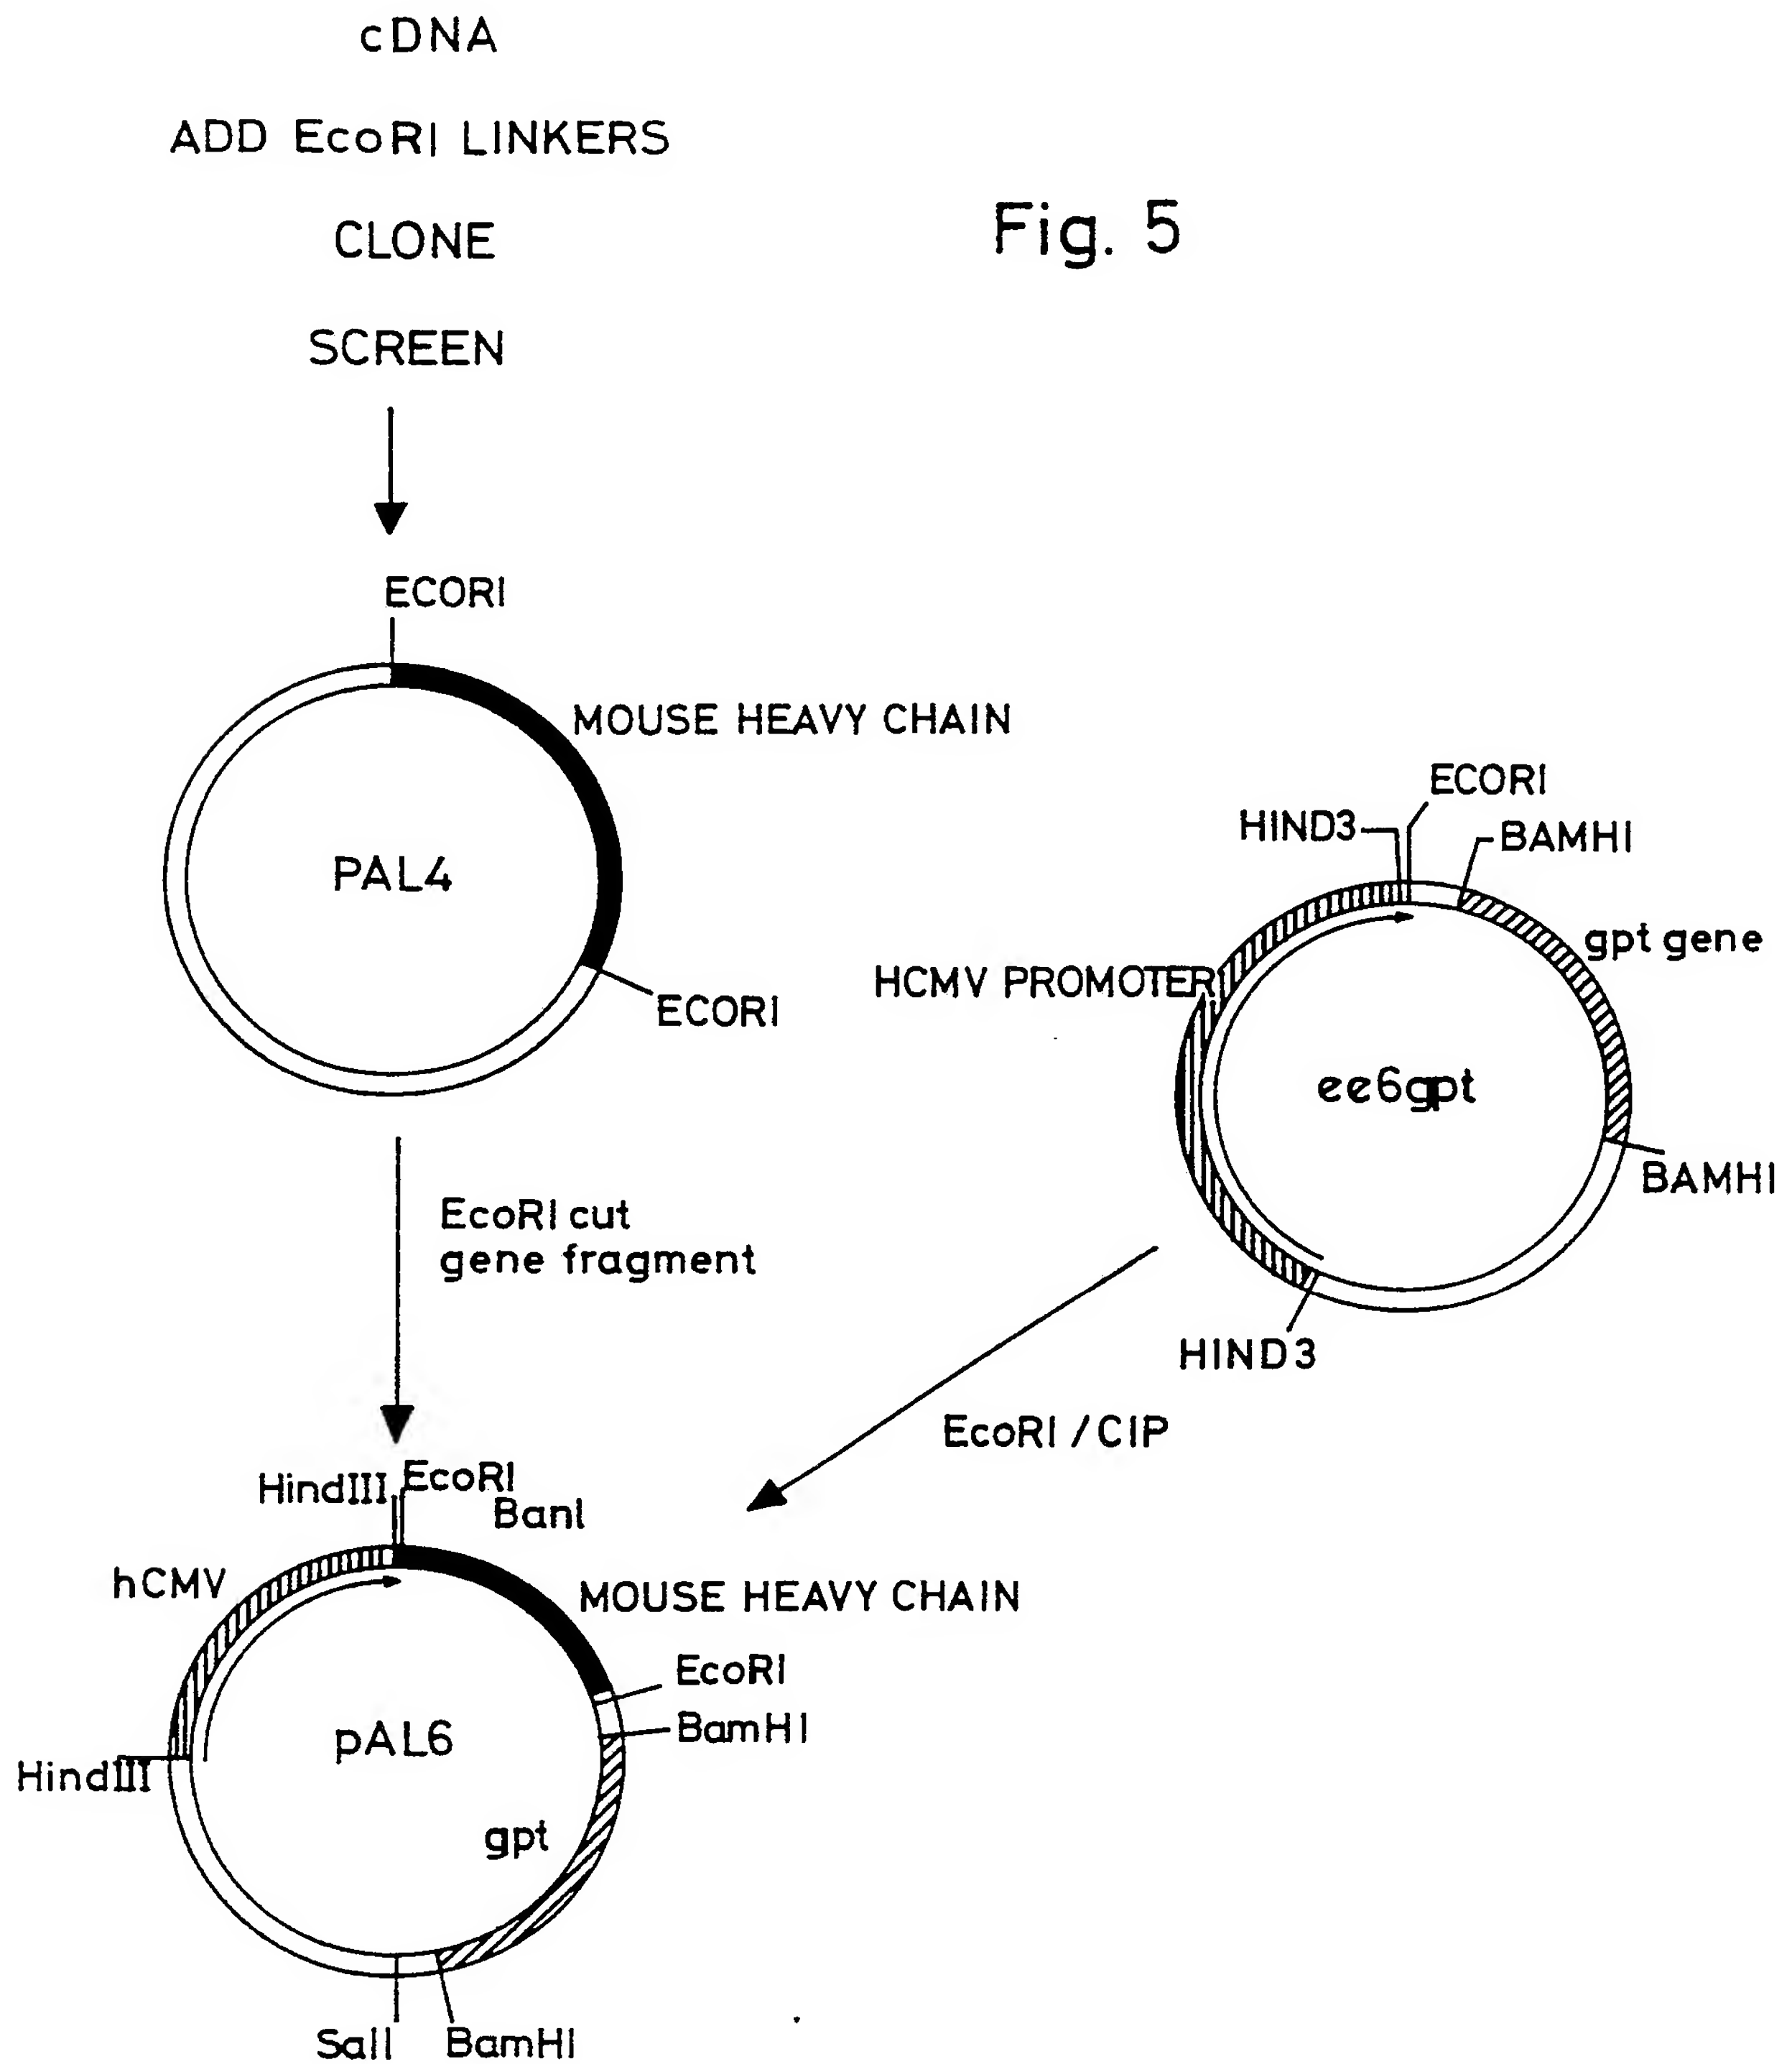 cDNA
ADD EcoRI LINKERS
CLONE
Fig. 5
SCREEN
ECORI
MOUSE HEAVY CHAIN
PAL4
ECORI
ECORI
HIND3
BAMHI
gpt gene
HCMV PROMOTER
ee6gpt
BAMHI
HIND3
EcoRI cut
gene fragment
EcoRI / CIP
HindIII
EcoRI
BanI
hCMV
MOUSE HEAVY CHAIN
EcoRI
BamHI
pAL6
HindIII
gpt
SalI
BamHI